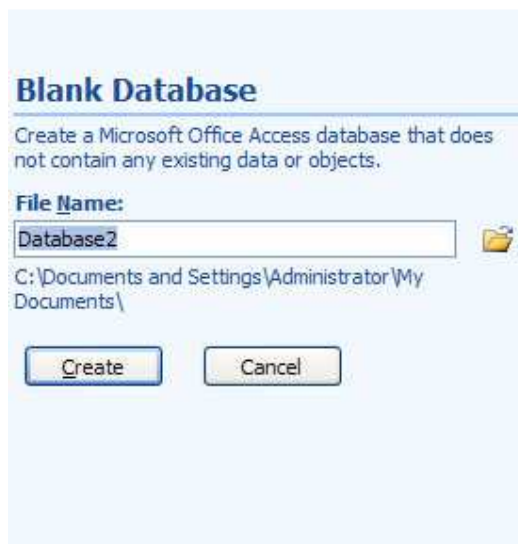 Blank Database
Create a Microsoft Office Access database that does
not contain any existing data or objects.
File Name:
Database2
C:\Documents and Settings\Administrator\My
Documents\
Create
Cancel